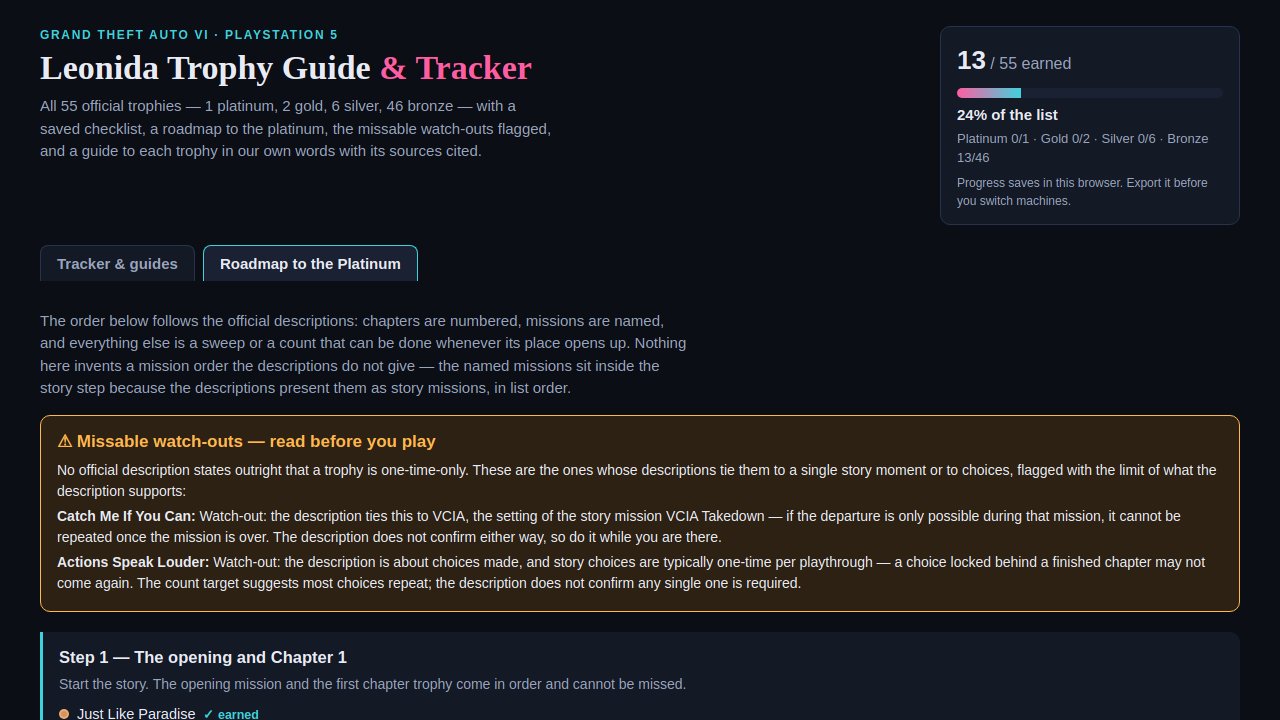 GRAND THEFT AUTO VI · PLAYSTATION 5
Leonida Trophy Guide & Tracker
All 55 official trophies — 1 platinum, 2 gold, 6 silver, 46 bronze — with a
saved checklist, a roadmap to the platinum, the missable watch-outs flagged,
and a guide to each trophy in our own words with its sources cited.
13 / 55 earned
24% of the list
Platinum 0/1 · Gold 0/2 · Silver 0/6 · Bronze
13/46
Progress saves in this browser. Export it before
you switch machines.
Tracker & guides
Roadmap to the Platinum
The order below follows the official descriptions: chapters are numbered, missions are named,
and everything else is a sweep or a count that can be done whenever its place opens up. Nothing
here invents a mission order the descriptions do not give — the named missions sit inside the
story step because the descriptions present them as story missions, in list order.
⚠ Missable watch-outs — read before you play
No official description states outright that a trophy is one-time-only. These are the ones whose descriptions tie them to a single story moment or to choices, flagged with the limit of what the
description supports:
Catch Me If You Can: Watch-out: the description ties this to VCIA, the setting of the story mission VCIA Takedown — if the departure is only possible during that mission, it cannot be
repeated once the mission is over. The description does not confirm either way, so do it while you are there.
Actions Speak Louder: Watch-out: the description is about choices made, and story choices are typically one-time per playthrough — a choice locked behind a finished chapter may not
come again. The count target suggests most choices repeat; the description does not confirm any single one is required.
Step 1 — The opening and Chapter 1
Start the story. The opening mission and the first chapter trophy come in order and cannot be missed.
Just Like Paradise ✓ earned